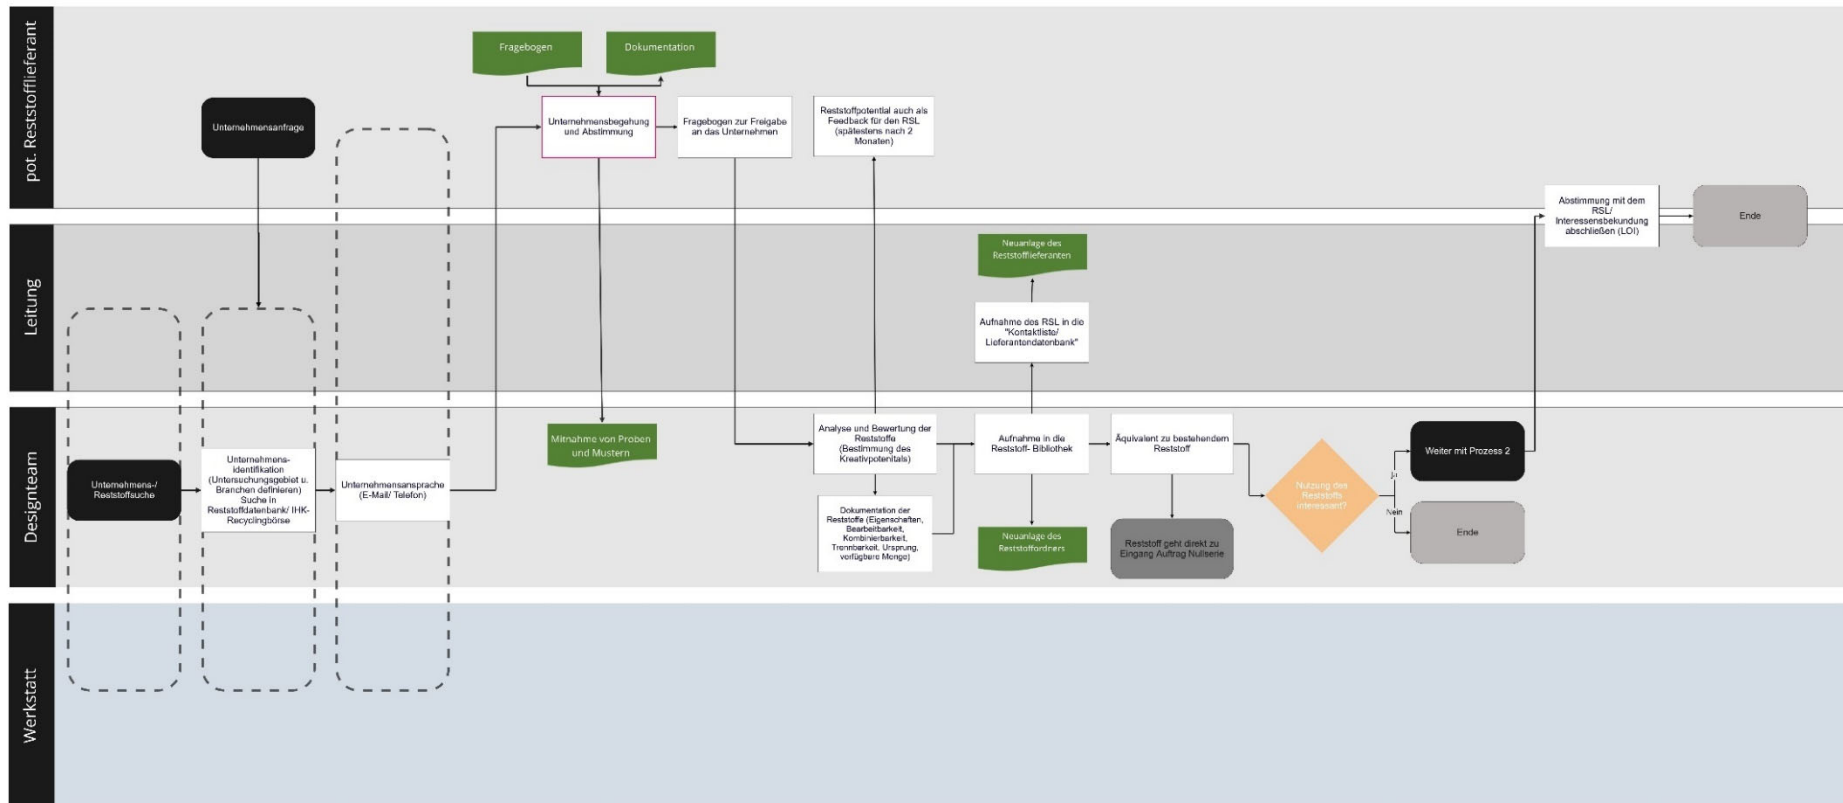 pot. Reststofflieferant
Fragebogen
Dokumentation
Unternehmensanfrage
Unternehmensbegehung
und Abstimmung
Fragebogen zur Freigabe
an das Unternehmen
Reststoffpotential auch als
Feedback für den RSL
(spätestens nach 2
Monaten)
Abstimmung mit dem
RSL/
Interessensbekundung
abschließen (LOI)
Ende
Leitung
Neuanlage des
Reststofflieferanten
Aufnahme des RSL in die
"Kontaktliste/
Lieferantendatenbank"
Designteam
Unternehmens-/
Reststoffsuche
Unternehmens-
identifikation
(Untersuchungsgebiet u.
Branchen definieren)
Suche in
Reststoffdatenbank/ IHK-
Recyclingbörse
Unternehmensansprache
(E-Mail/ Telefon)
Mitnahme von Proben
und Mustern
Analyse und Bewertung der
Reststoffe
(Bestimmung des
Kreativpotenitals)
Dokumentation der
Reststoffe (Eigenschaften,
Bearbeitbarkeit,
Kombinierbarkeit,
Trennbarkeit, Ursprung,
verfügbare Menge)
Aufnahme in die
Reststoff- Bibliothek
Neuanlage des
Reststoffordners
Äquivalent zu bestehendem
Reststoff
Reststoff geht direkt zu
Eingang Auftrag Nullserie
Nutzung des
Reststoffs
interessant?
Ja
Nein
Weiter mit Prozess 2
Ende
Werkstatt